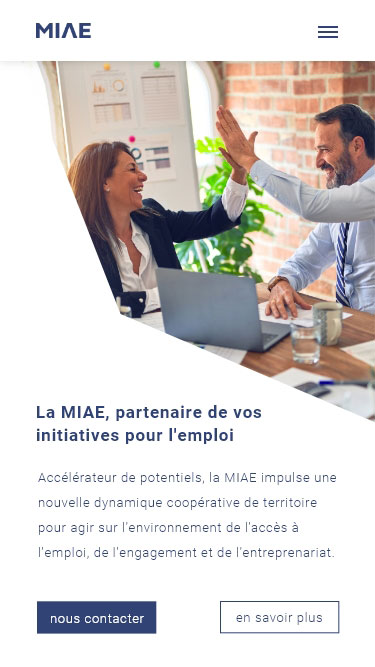 MIAE
La MIAE, partenaire de vos
initiatives pour l'emploi
Accélérateur de potentiels, la MIAE impulse une
nouvelle dynamique coopérative de territoire
pour agir sur l'environnement de l'accès à
l'emploi, de l'engagement et de l'entreprenariat.
nous contacter
en savoir plus